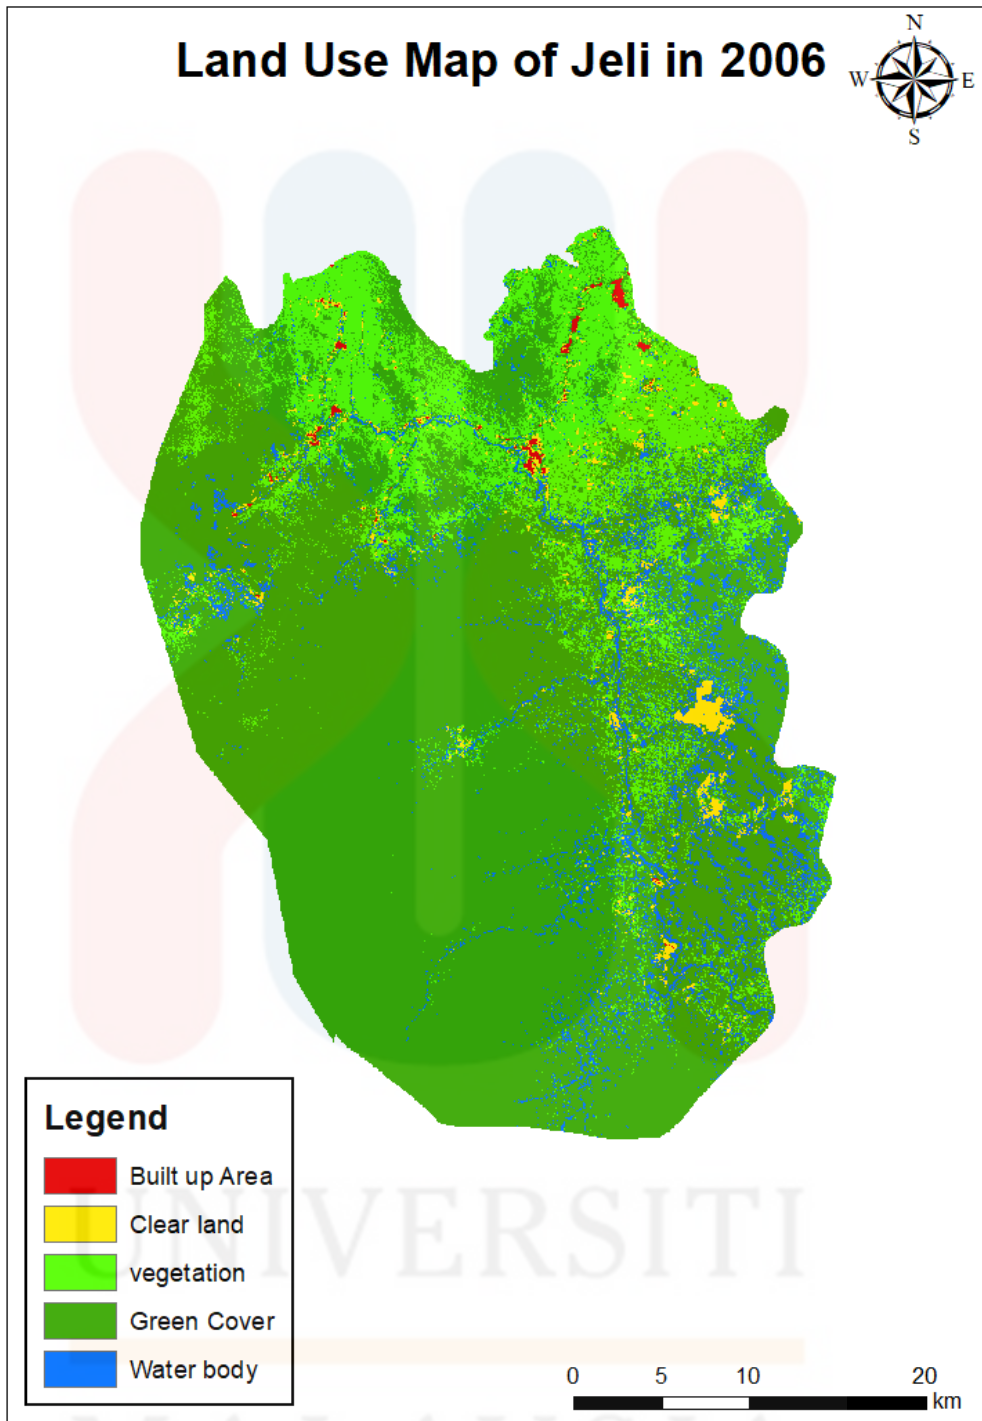 Land Use Map of Jeli in 2006
N
W E
S
Legend
Built up Area
Clear land
vegetation
Green Cover
Water body
UNIVERSITI
0 5 10 20
km
MALAYSIA